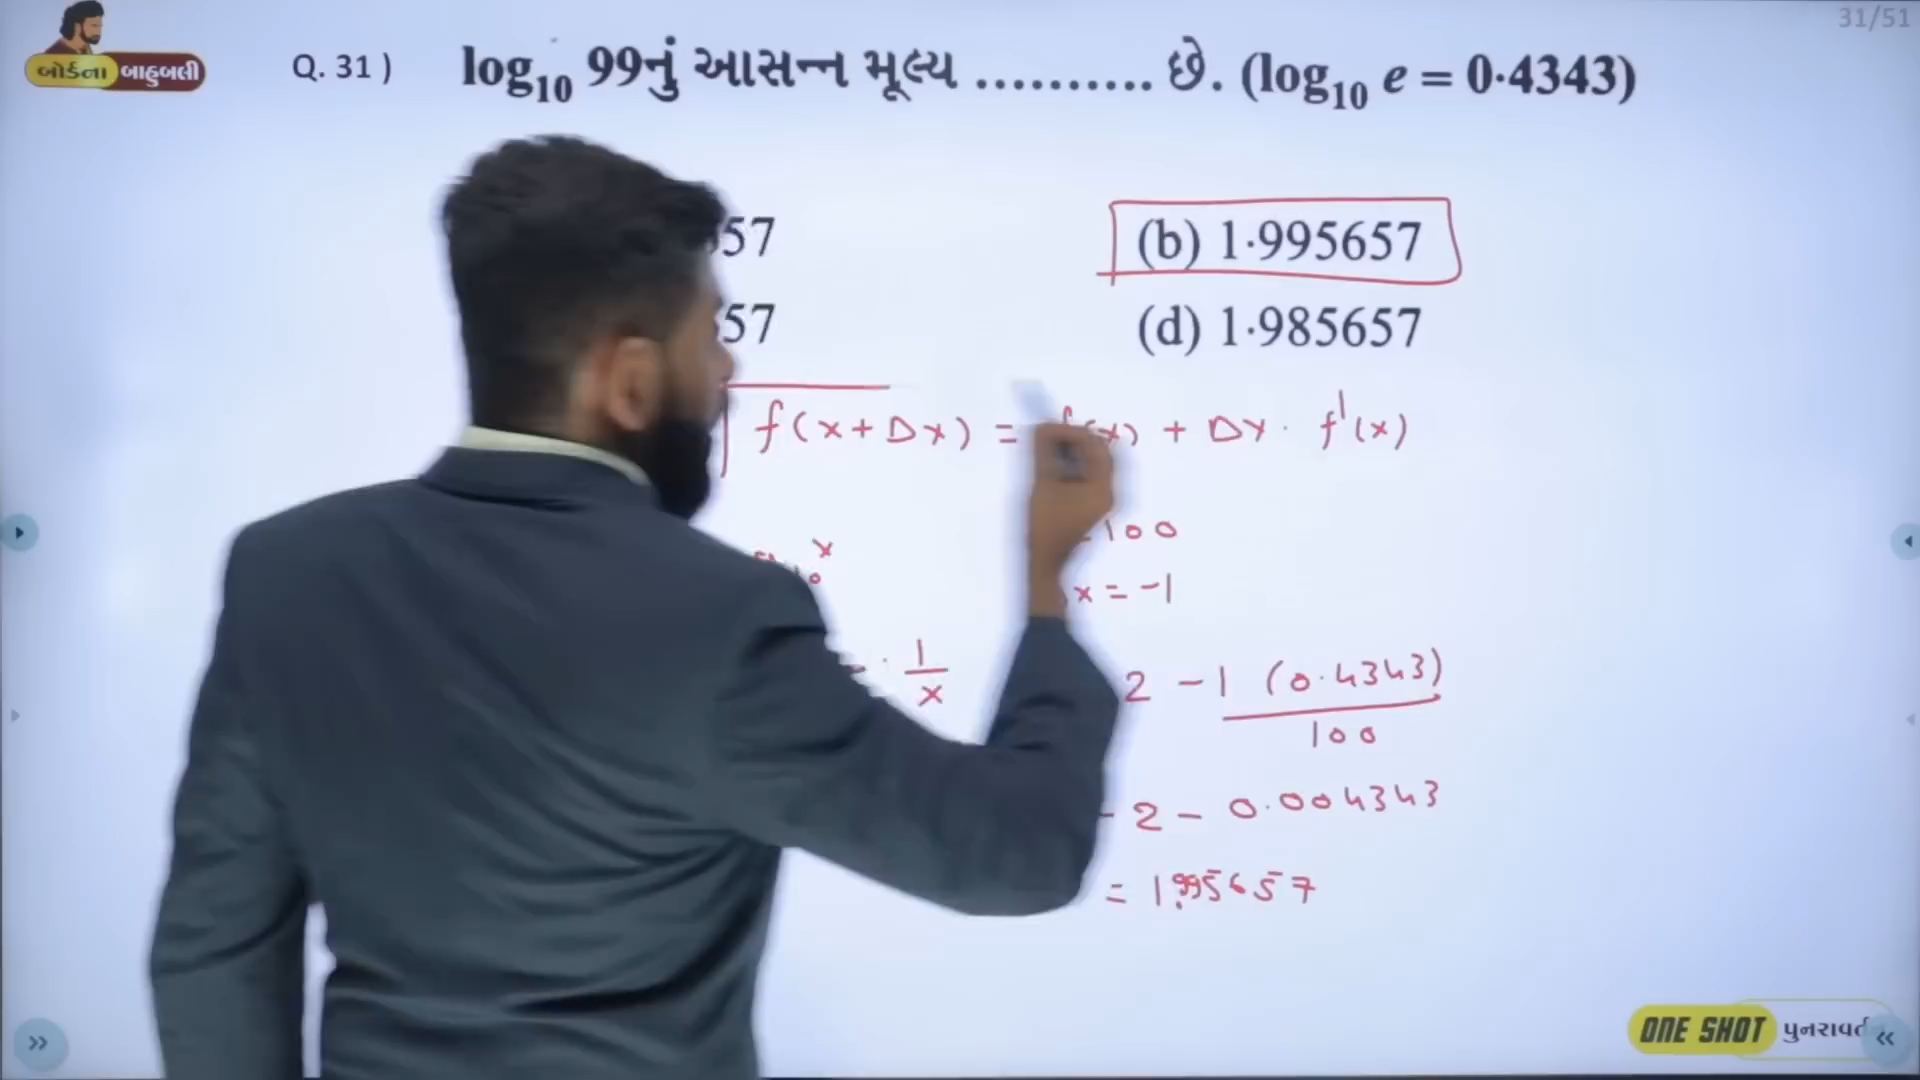 31/51
બોર્ડના બાહુબલી
Q. 31 ) log₁₀ 99નું આસન્ન મૂલ્ય .......... છે. (log₁₀ e = 0·4343)
57 (b) 1·995657
57 (d) 1·985657
f(x+Δx) = f(x) + Δx · f'(x)
100
x
x = -1
1/x
2 - 1 (0.4343)
100
2 - 0.004343
= 1.995657
ONE SHOT